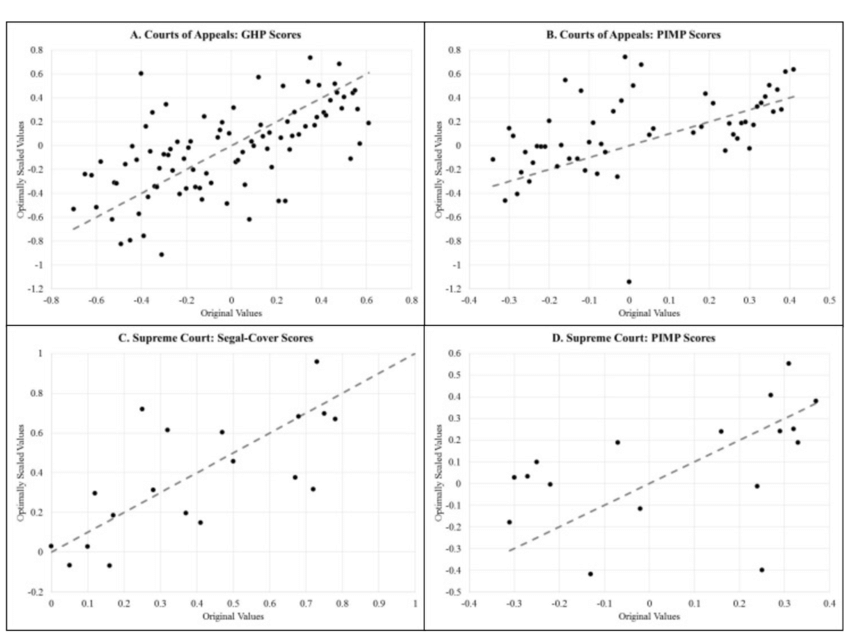 A. Courts of Appeals: GHP Scores
0.8
0.6
0.4
0.2
0
-0.2
-0.4
-0.6
-0.8
-1
-1.2
Optimally Scaled Values
-0.8 -0.6 -0.4 -0.2 0 0.2 0.4 0.6 0.8
Original Values
B. Courts of Appeals: PIMP Scores
0.8
0.6
0.4
0.2
0
-0.2
-0.4
-0.6
-0.8
-1
-1.2
Optimally Scaled Values
-0.4 -0.3 -0.2 -0.1 0 0.1 0.2 0.3 0.4 0.5
Original Values
C. Supreme Court: Segal-Cover Scores
1
0.8
0.6
0.4
0.2
0
-0.2
Optimally Scaled Values
0 0.1 0.2 0.3 0.4 0.5 0.6 0.7 0.8 0.9 1
Original Values
D. Supreme Court: PIMP Scores
0.6
0.5
0.4
0.3
0.2
0.1
0
-0.1
-0.2
-0.3
-0.4
-0.5
Optimally Scaled Values
-0.4 -0.3 -0.2 -0.1 0 0.1 0.2 0.3 0.4
Original Values